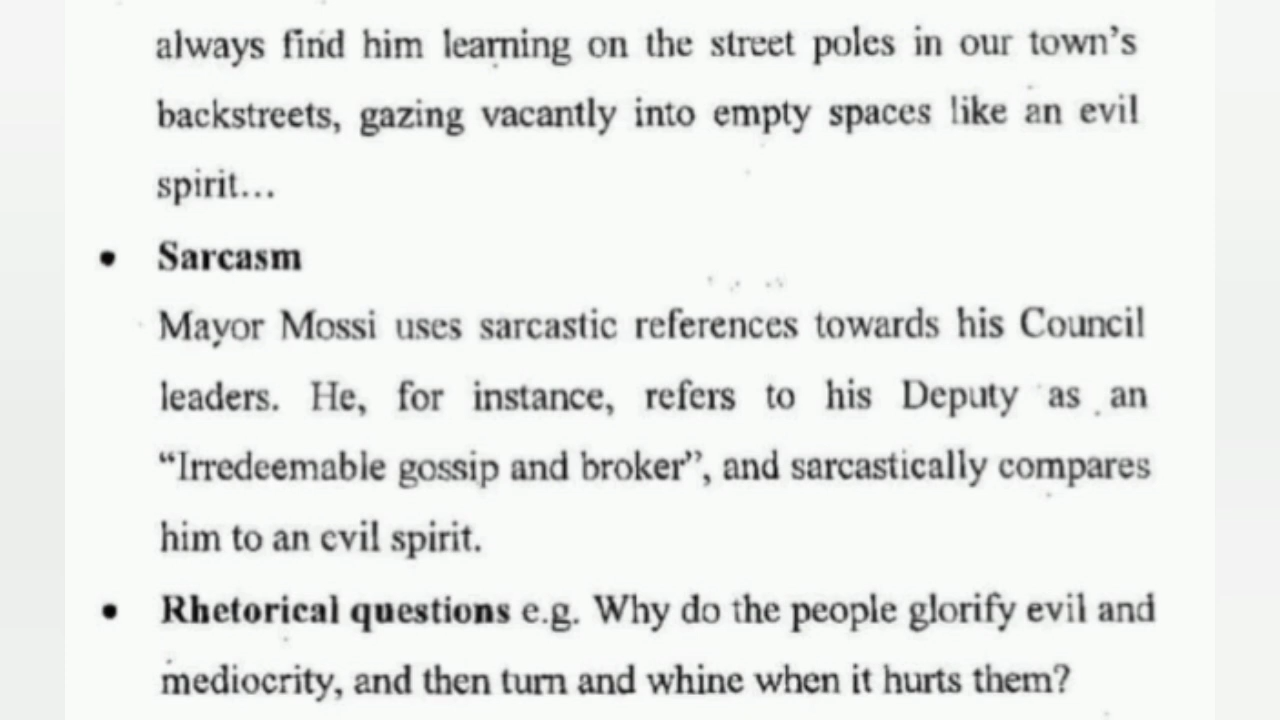 always find him learning on the street poles in our town's
backstreets, gazing vacantly into empty spaces like an evil
spirit...
• Sarcasm
Mayor Mossi uses sarcastic references towards his Council
leaders. He, for instance, refers to his Deputy as an
“Irredeemable gossip and broker”, and sarcastically compares
him to an evil spirit.
• Rhetorical questions e.g. Why do the people glorify evil and
mediocrity, and then turn and whine when it hurts them?